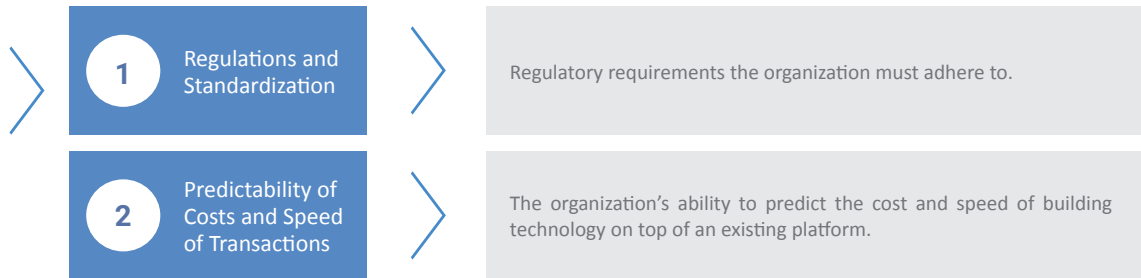 1
Regulations and
Standardization
Regulatory requirements the organization must adhere to.
2
Predictability of
Costs and Speed
of Transactions
The organization’s ability to predict the cost and speed of building
technology on top of an existing platform.